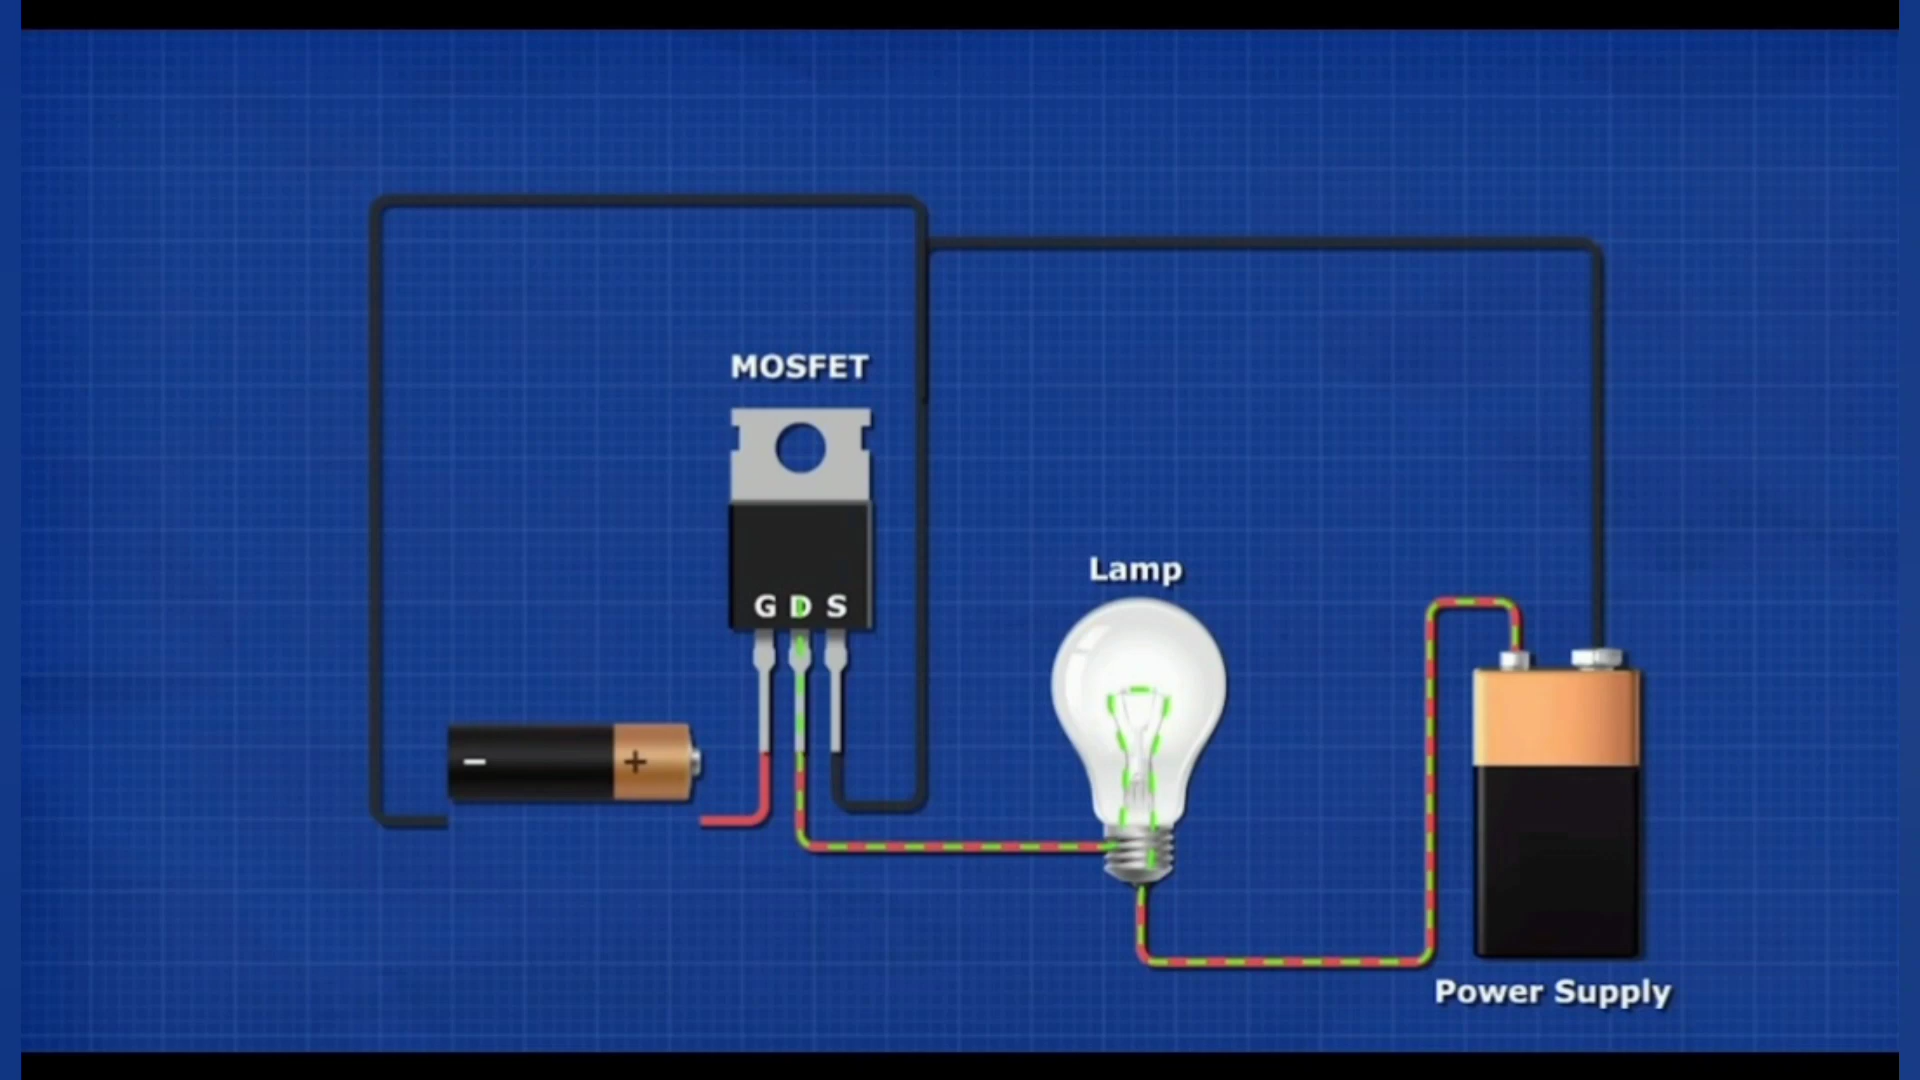 MOSFET
G D S
Lamp
− +
Power Supply